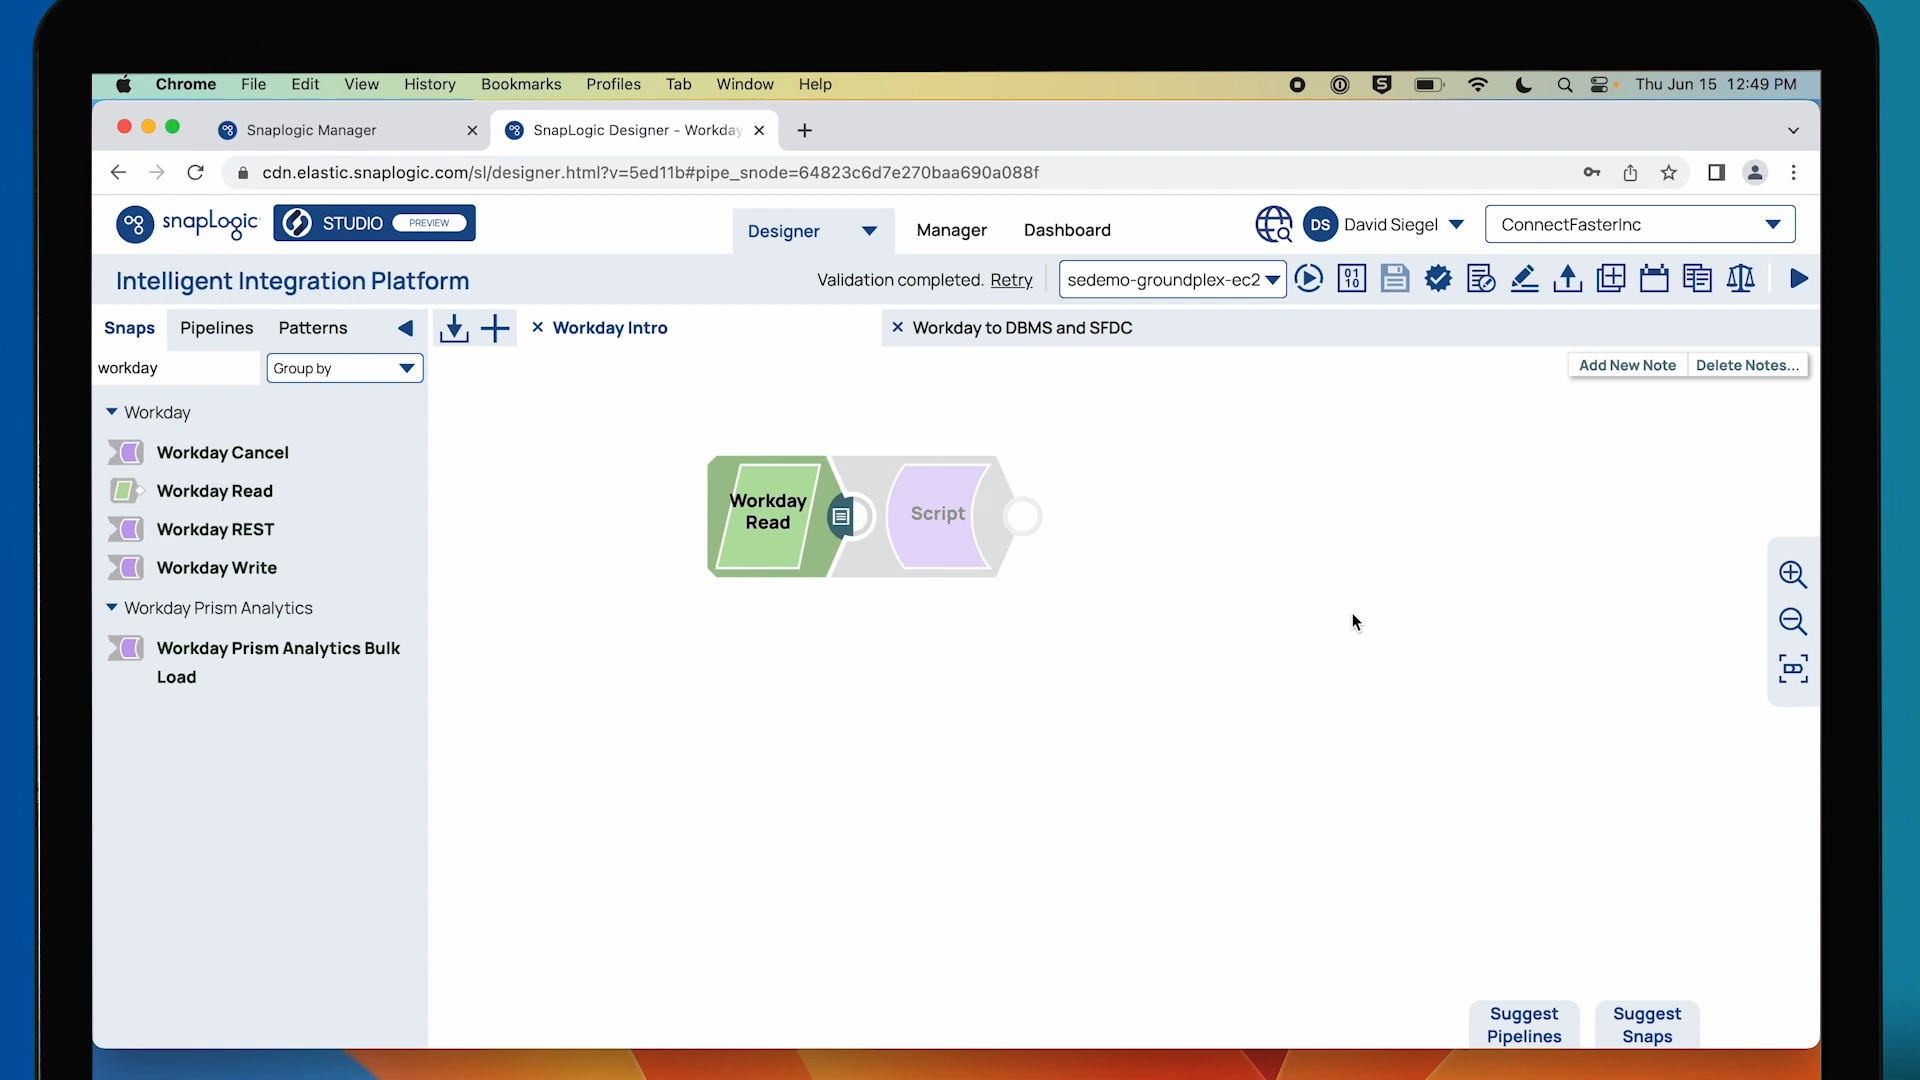 Chrome File Edit View History Bookmarks Profiles Tab Window Help Thu Jun 15 12:49 PM
Snaplogic Manager SnapLogic Designer - Workday
cdn.elastic.snaplogic.com/sl/designer.html?v=5ed11b#pipe_snode=64823c6d7e270baa690a088f
snapLogic STUDIO PREVIEW Designer Manager Dashboard DS David Siegel ConnectFasterInc
Intelligent Integration Platform Validation completed. Retry sedemo-groundplex-ec2
01
10
Snaps Pipelines Patterns Workday Intro Workday to DBMS and SFDC
workday Group by Add New Note Delete Notes...
Workday
Workday Cancel
Workday Read
Workday REST
Workday Write
Workday Prism Analytics
Workday Prism Analytics Bulk
Load
Workday
Read
Script
Suggest
Pipelines
Suggest
Snaps